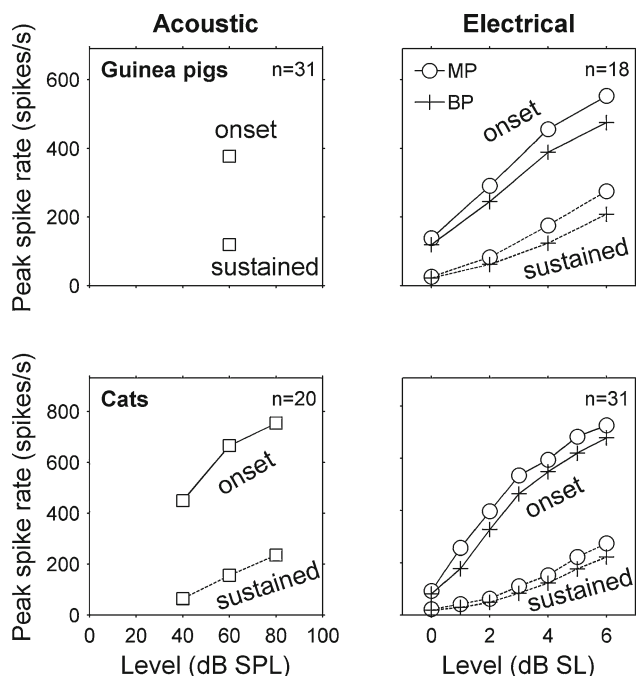 Acoustic
Electrical
Peak spike rate (spikes/s)
600
400
200
0
Guinea pigs
n=31
onset
sustained
MP
BP
n=18
onset
sustained
Peak spike rate (spikes/s)
800
600
400
200
0
Cats
n=20
onset
sustained
0
20
40
60
80
100
Level (dB SPL)
n=31
onset
sustained
0
2
4
6
Level (dB SL)